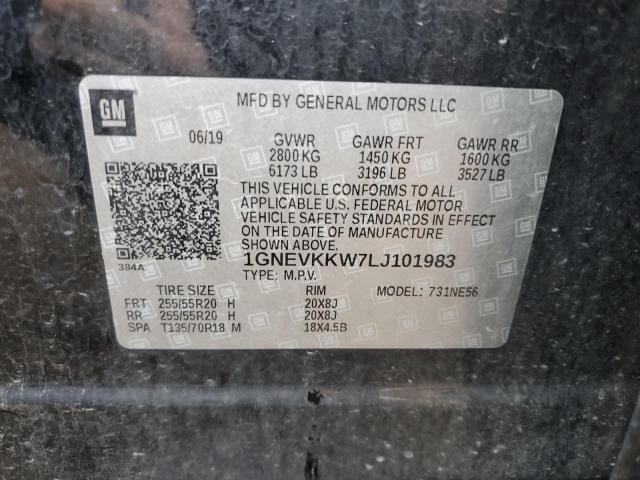 GM
MFD BY GENERAL MOTORS LLC
06/19 GVWR GAWR FRT GAWR RR
2800 KG 1450 KG 1600 KG
6173 LB 3196 LB 3527 LB
THIS VEHICLE CONFORMS TO ALL
APPLICABLE U.S. FEDERAL MOTOR
VEHICLE SAFETY STANDARDS IN EFFECT
ON THE DATE OF MANUFACTURE
SHOWN ABOVE.
384A
1GNEVKKW7LJ101983
TYPE: M.P.V.
TIRE SIZE RIM MODEL: 731NE56
FRT 255/55R20 H 20X8J
RR 255/55R20 H 20X8J
SPA T135/70R18 M 18X4.5B